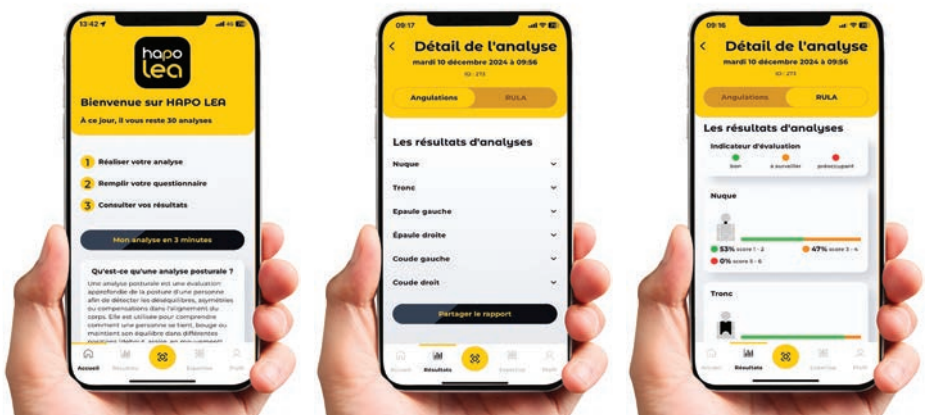 13:42
hapo
Lea
Bienvenue sur HAPO LEA
À ce jour, il vous reste 30 analyses
1 Réaliser votre analyse
2 Remplir votre questionnaire
3 Consulter vos résultats
Mon analyse en 3 minutes
Qu'est-ce qu'une analyse posturale ?
Une analyse posturale est une évaluation
approfondie de la posture d'une personne
afin de détecter les déséquilibres, asymétries
ou compensations dans l'alignement du
corps. Elle est utilisée pour comprendre
comment une personne se tient, bouge ou
maintient son équilibre dans différentes
Accueil Résultats Expertise Profil
09:17
Détail de l'analyse
mardi 10 décembre 2024 à 09:56
ID : 273
Angulations RULA
Les résultats d'analyses
Nuque
Tronc
Epaule gauche
Épaule droite
Coude gauche
Coude droit
Partager le rapport
Accueil Résultats Expertise Profil
09:16
Détail de l'analyse
mardi 10 décembre 2024 à 09:56
ID : 273
Angulations RULA
Les résultats d'analyses
Indicateur d'évaluation
bon à surveiller préoccupant
Nuque
53% score 1 - 2 47% score 3 - 4
0% score 5 - 6
Tronc
Accueil Résultats Expertise Profil